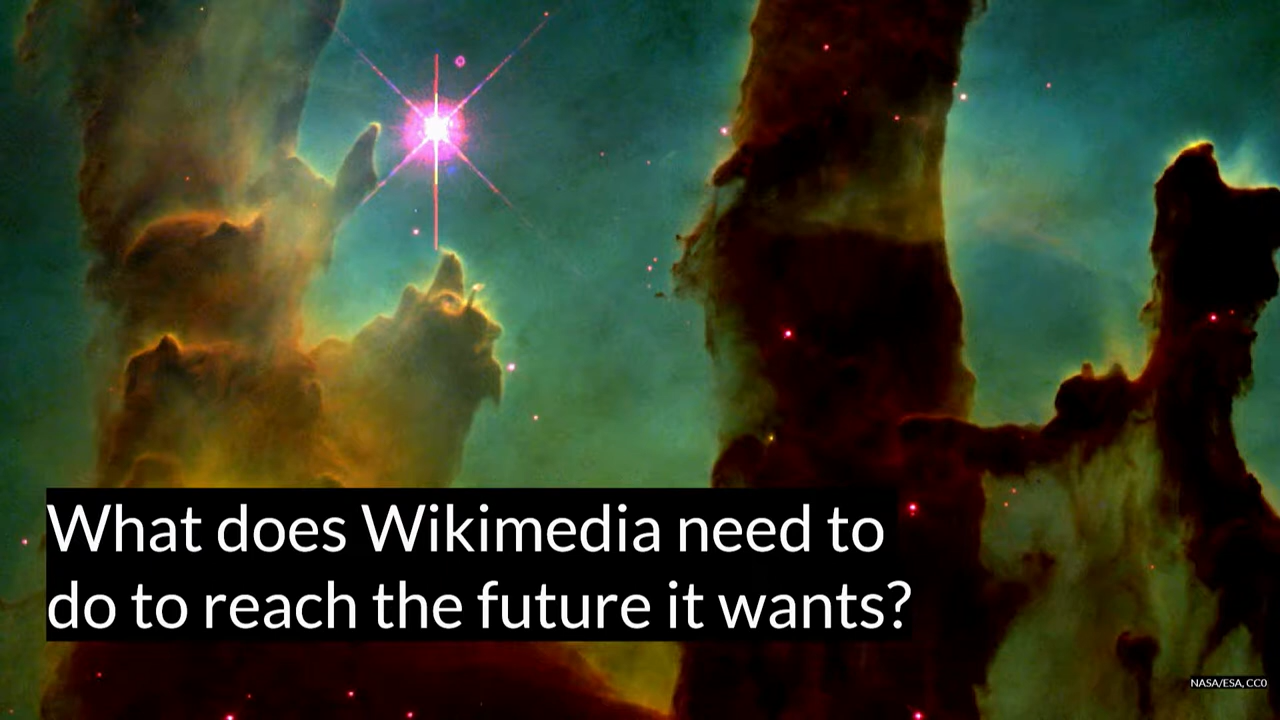 What does Wikimedia need to
do to reach the future it wants?
NASA/ESA, CC0